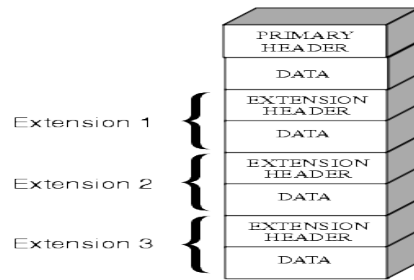 PRIMARY
HEADER
DATA
Extension 1
EXTENSION
HEADER
DATA
Extension 2
EXTENSION
HEADER
DATA
Extension 3
EXTENSION
HEADER
DATA